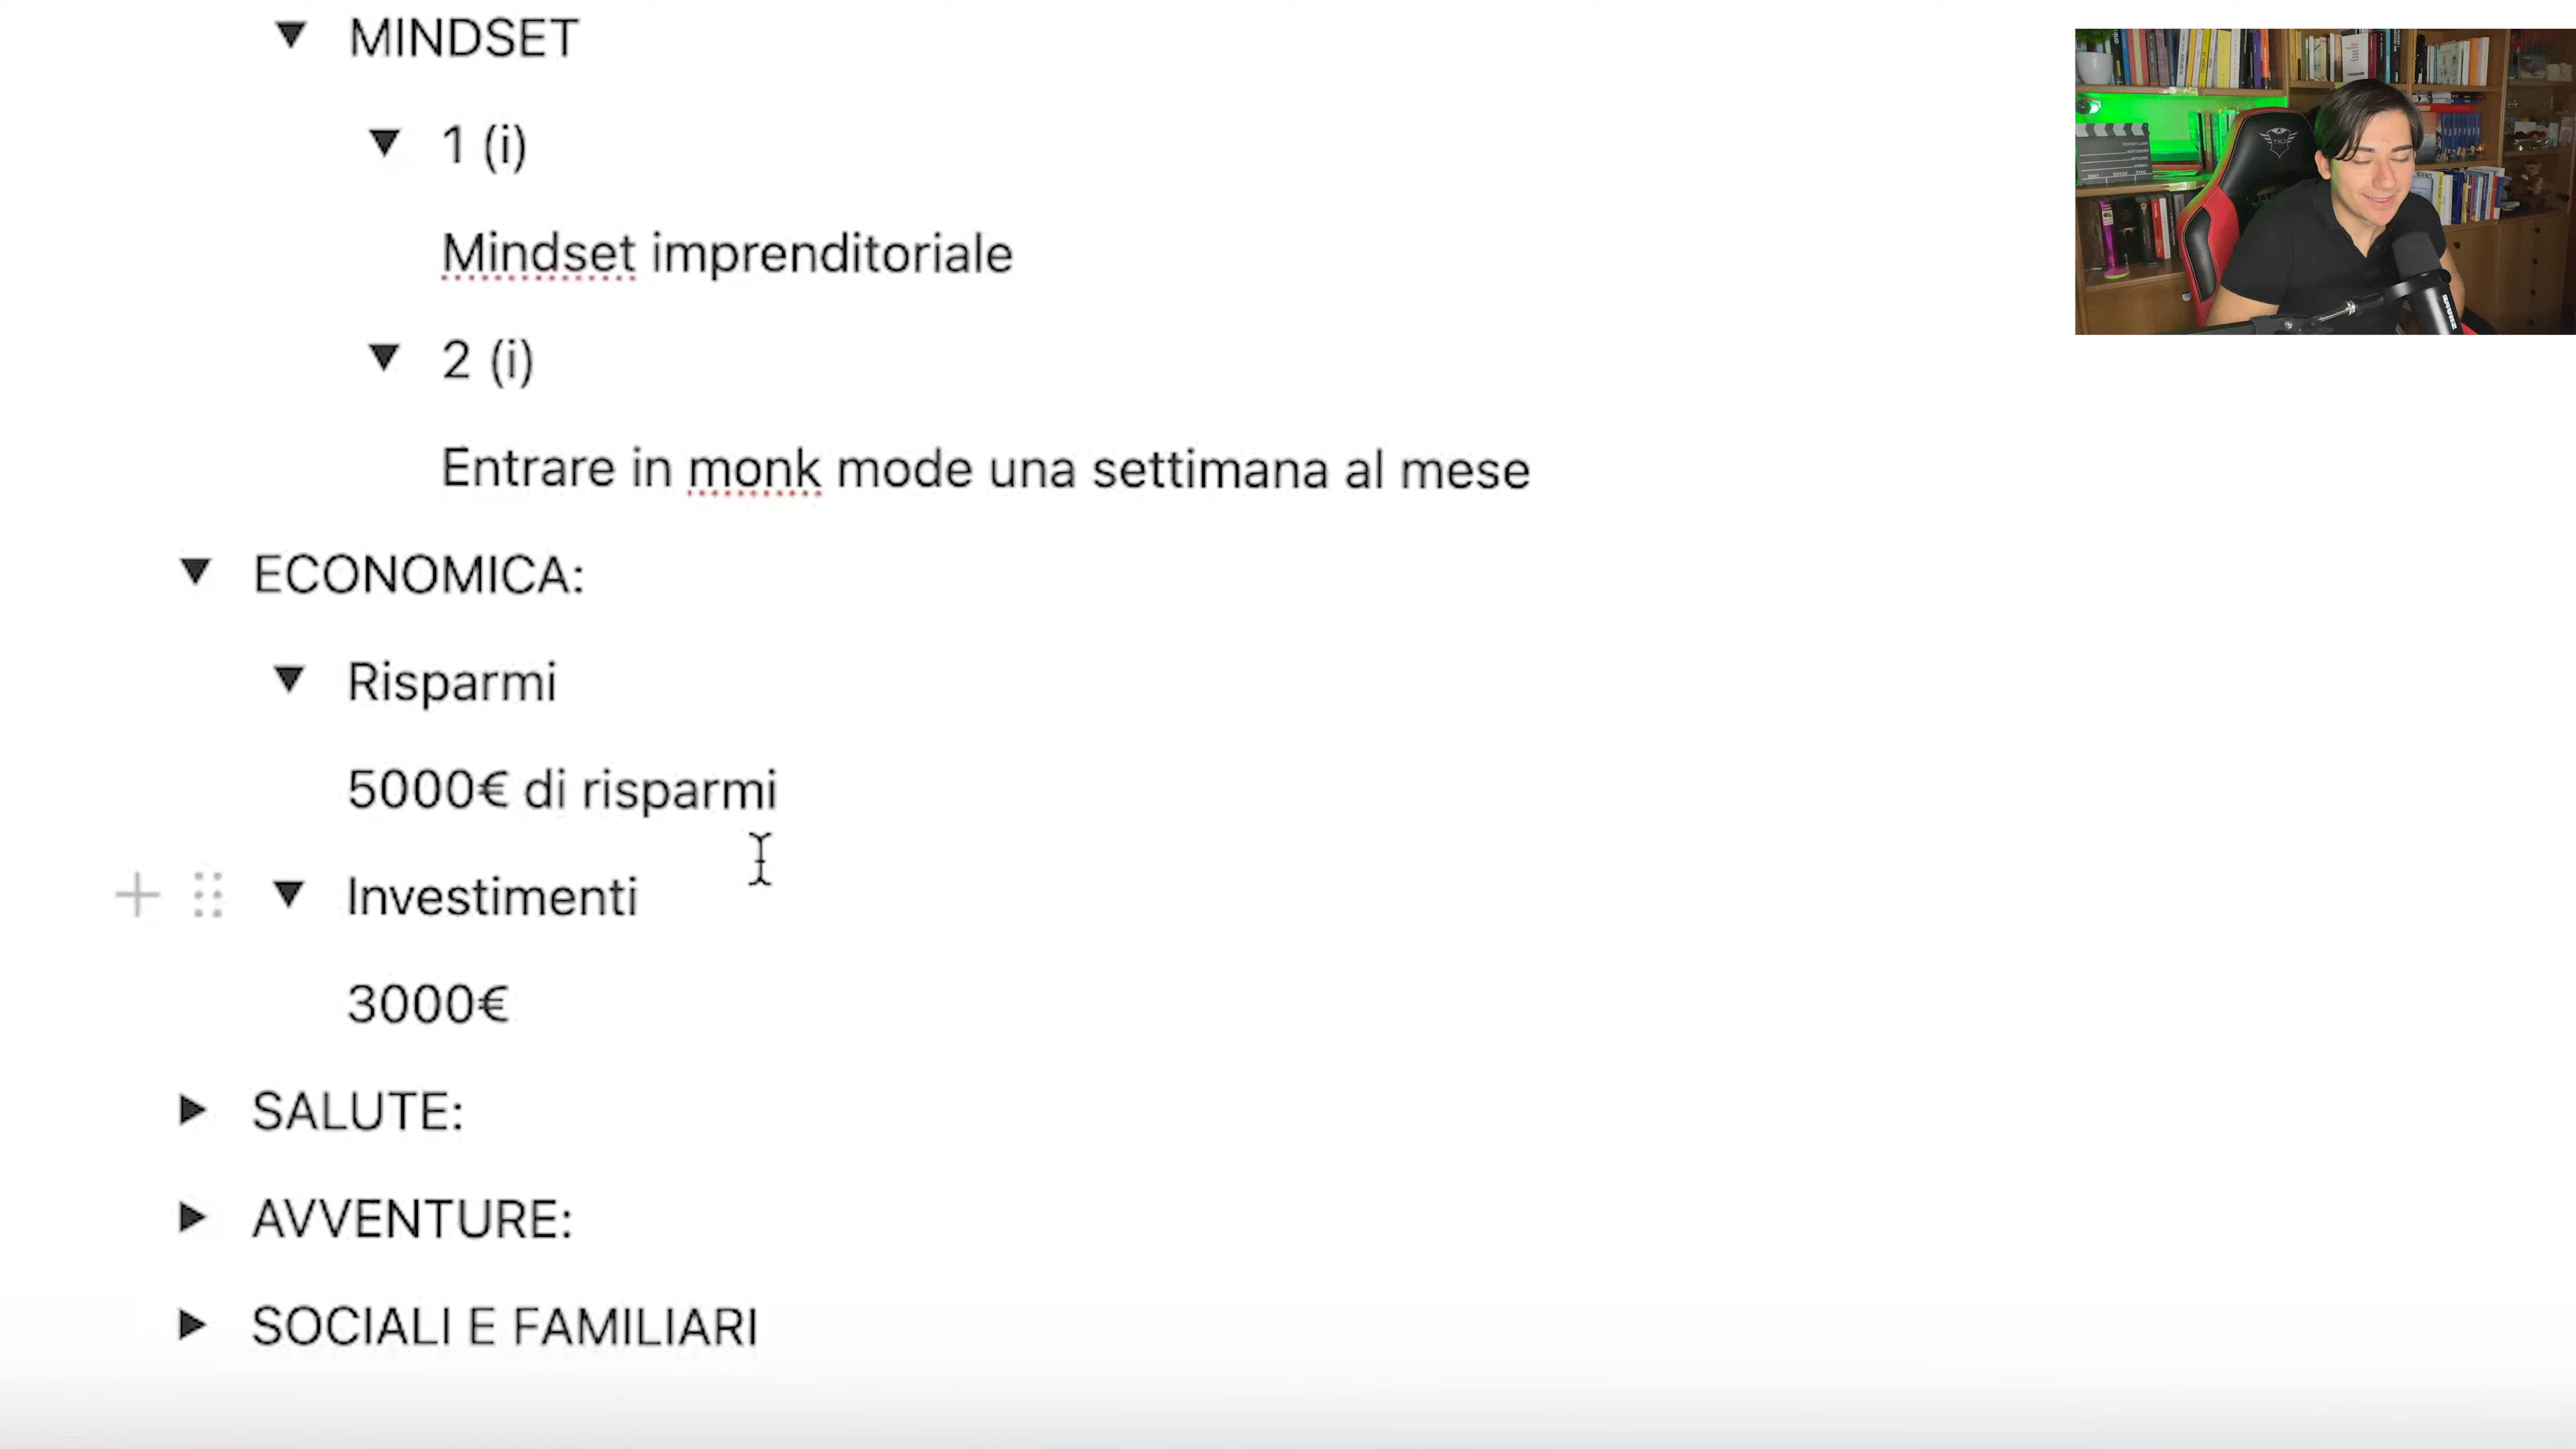 MINDSET
1 (i)
Mindset imprenditoriale
2 (i)
Entrare in monk mode una settimana al mese
ECONOMICA:
Risparmi
5000€ di risparmi
Investimenti
3000€
SALUTE:
AVVENTURE:
SOCIALI E FAMILIARI